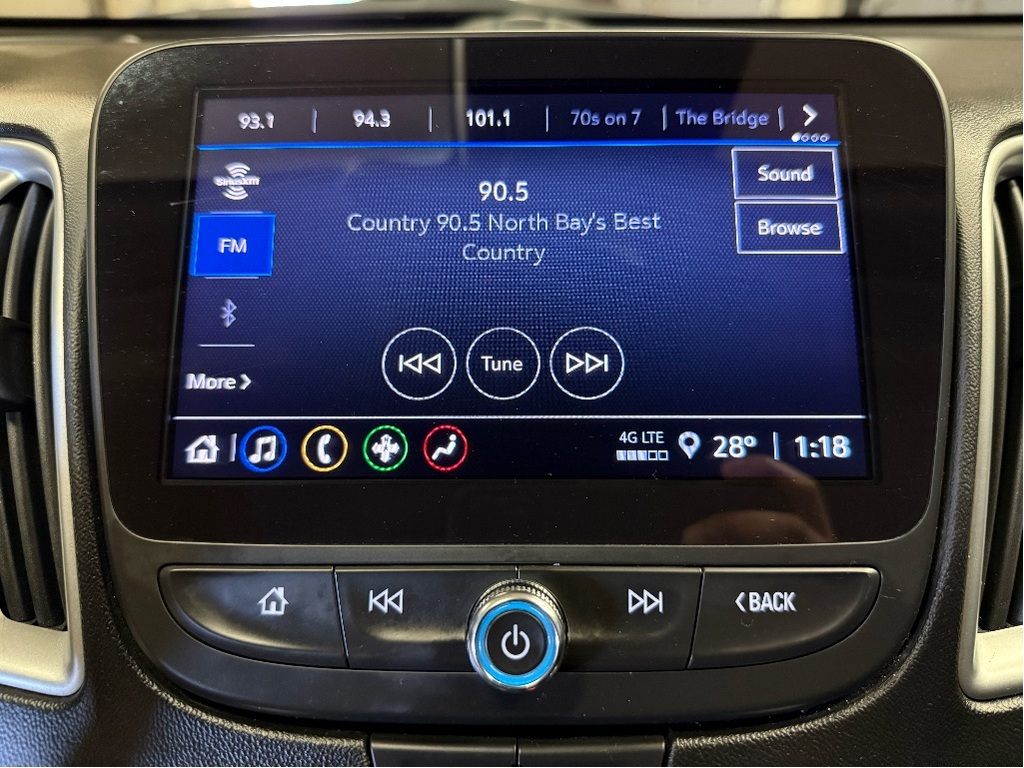 93.1 | 94.3 | 101.1 | 70s on 7 | The Bridge |
SiriusXM
Sound
90.5
Country 90.5 North Bay's Best
Country
FM
Browse
Tune
More
4G LTE
28° | 1:18
BACK